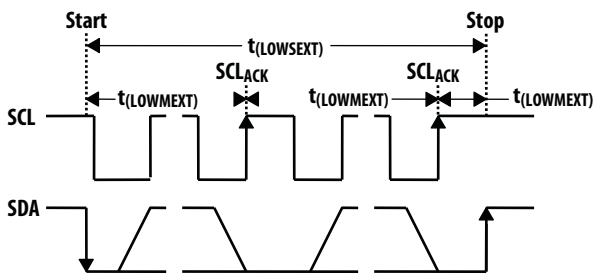 Start Stop
t(LOWSEXT)
SCLACK SCLACK
t(LOWMEXT) t(LOWMEXT) t(LOWMEXT)
SCL
SDA